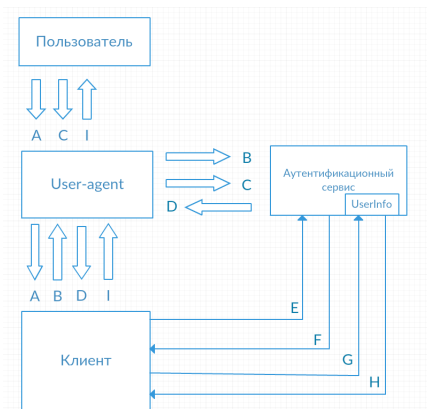 Пользователь
A C I
B
User-agent
C
D
Аутентификационный
сервис
UserInfo
A B D I
E
F
G
Клиент
H